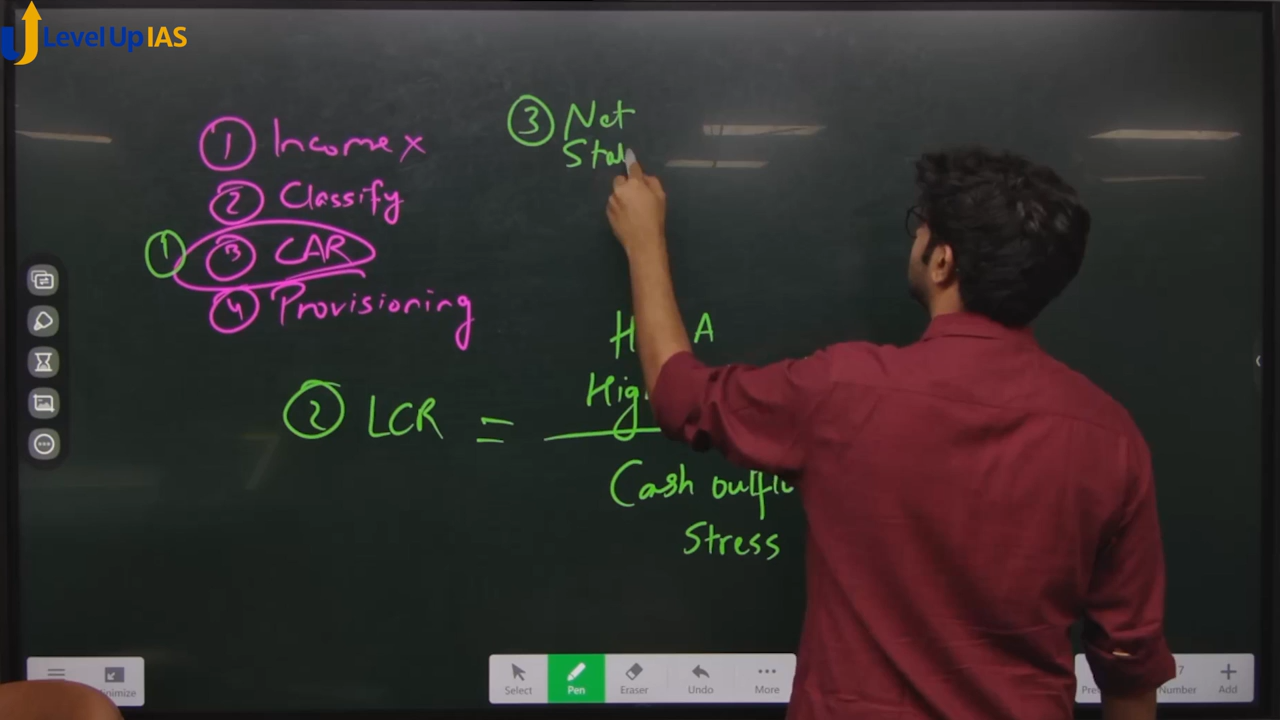 Level Up IAS
① Income x
② Classify
① ③ CAR
④ Provisioning
③ Net
Sta
H A
Hig
② LCR =
Cash outflo
Stress
Select
Pen
Eraser
Undo
More
Number
7
Add